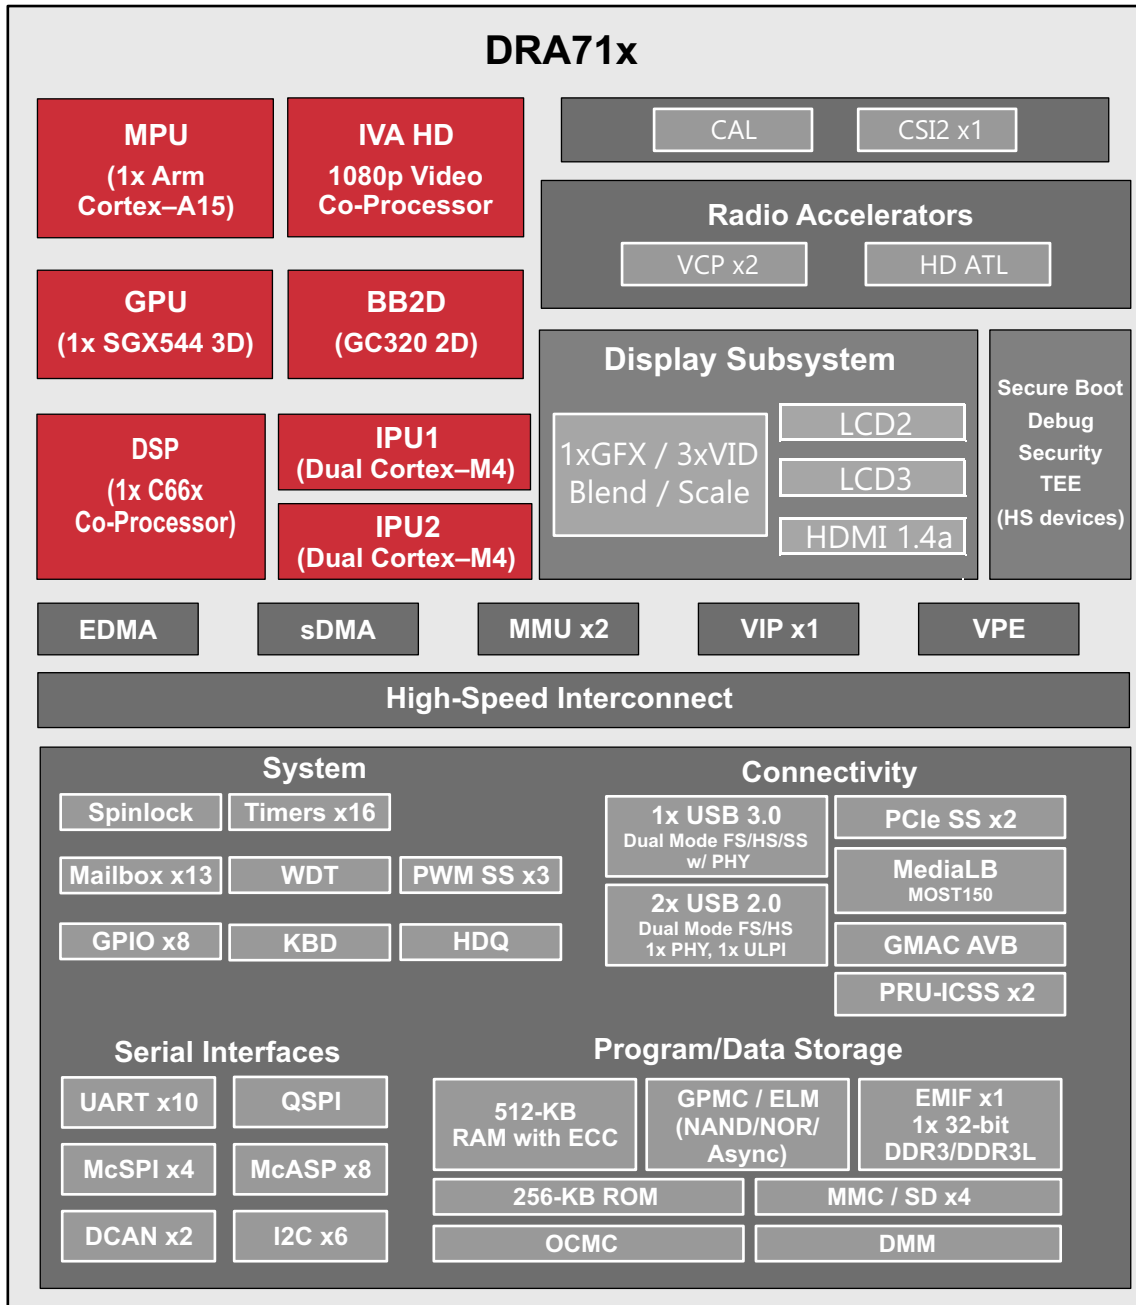 DRA71x
MPU
(1x Arm
Cortex–A15)
IVA HD
1080p Video
Co-Processor
CAL
CSI2 x1
Radio Accelerators
VCP x2
HD ATL
GPU
(1x SGX544 3D)
BB2D
(GC320 2D)
Display Subsystem
1xGFX / 3xVID
Blend / Scale
LCD2
LCD3
HDMI 1.4a
Secure Boot
Debug
Security
TEE
(HS devices)
DSP
(1x C66x
Co-Processor)
IPU1
(Dual Cortex–M4)
IPU2
(Dual Cortex–M4)
EDMA
sDMA
MMU x2
VIP x1
VPE
High-Speed Interconnect
System
Spinlock
Timers x16
Mailbox x13
WDT
PWM SS x3
GPIO x8
KBD
HDQ
Connectivity
1x USB 3.0
Dual Mode FS/HS/SS
w/ PHY
2x USB 2.0
Dual Mode FS/HS
1x PHY, 1x ULPI
PCIe SS x2
MediaLB
MOST150
GMAC AVB
PRU-ICSS x2
Serial Interfaces
UART x10
QSPI
McSPI x4
McASP x8
DCAN x2
I2C x6
Program/Data Storage
512-KB
RAM with ECC
GPMC / ELM
(NAND/NOR/
Async)
EMIF x1
1x 32-bit
DDR3/DDR3L
256-KB ROM
MMC / SD x4
OCMC
DMM